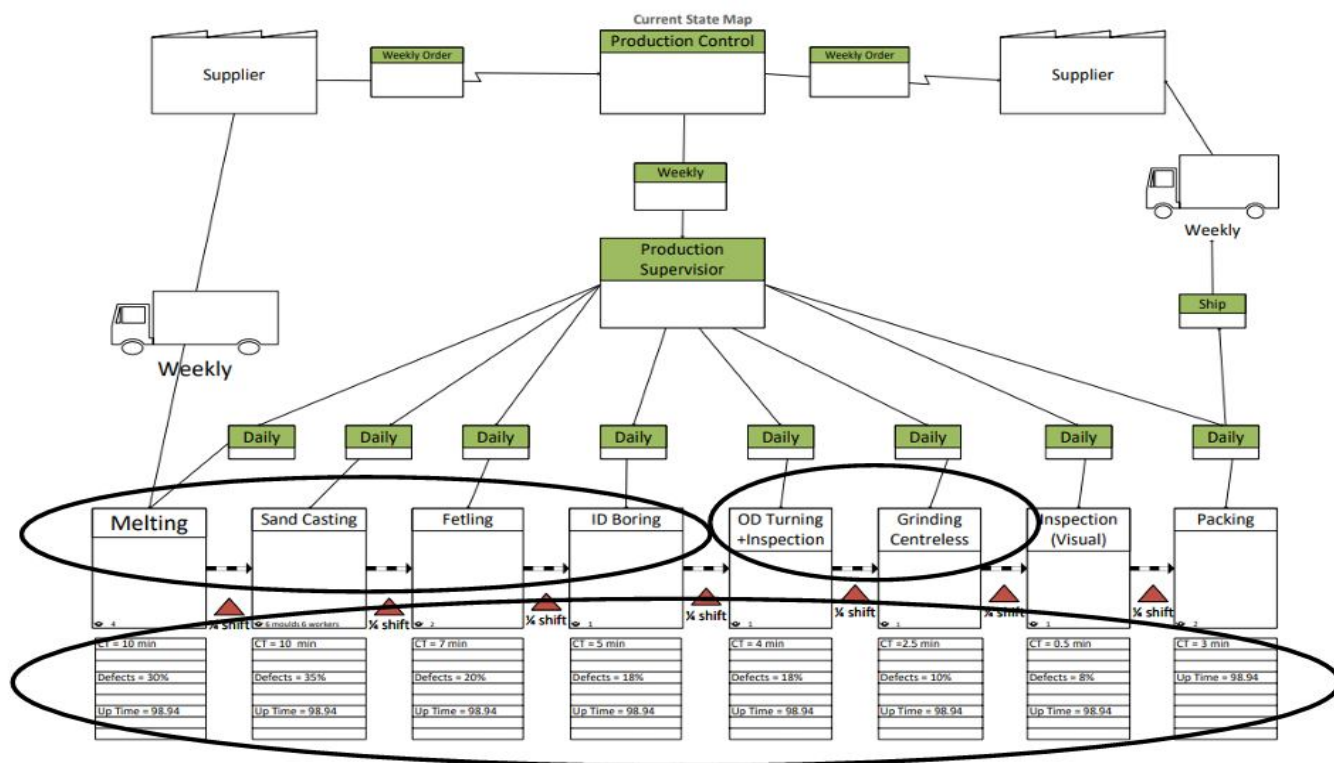 Current State Map
Production Control
Weekly Order
Weekly Order
Supplier
Supplier
Weekly
Weekly
Production
Supervisior
Ship
Weekly
Daily
Daily
Daily
Daily
Daily
Daily
Daily
Daily
Melting
Sand Casting
Fetling
ID Boring
OD Turning
+Inspection
Grinding
Centreless
Inspection
(Visual)
Packing
4
6 moulds 6 workers
2
1
1
1
1
2
¼ shift
¼ shift
¼ shift
¼ shift
¼ shift
¼ shift
¼ shift
CT = 10 min
Defects = 30%
Up Time = 98.94
CT = 10 min
Defects = 35%
Up Time = 98.94
CT = 7 min
Defects = 20%
Up Time = 98.94
CT = 5 min
Defects = 18%
Up Time = 98.94
CT = 4 min
Defects = 18%
Up Time = 98.94
CT =2.5 min
Defects = 10%
Up Time = 98.94
CT = 0.5 min
Defects = 8%
Up Time = 98.94
CT = 3 min
Up Time = 98.94